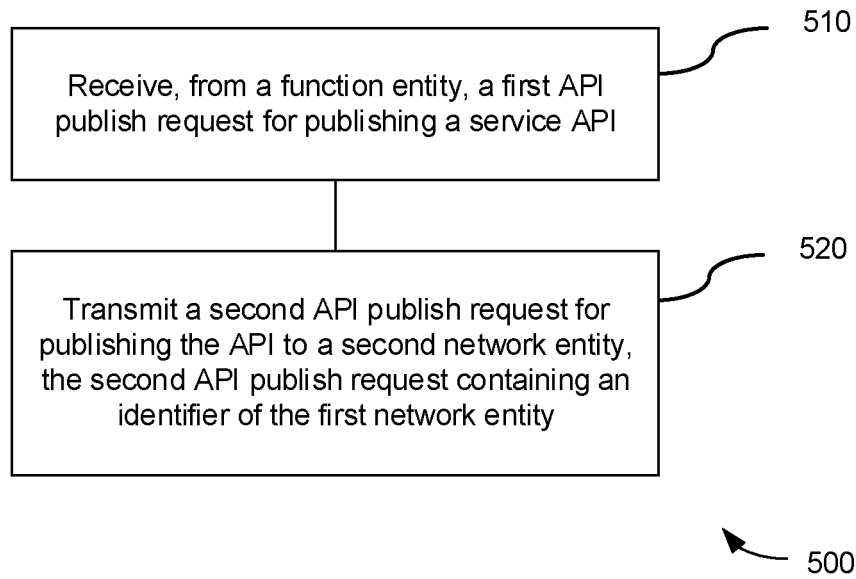 510
Receive, from a function entity, a first API
publish request for publishing a service API
520
Transmit a second API publish request for
publishing the API to a second network entity,
the second API publish request containing an
identifier of the first network entity
500